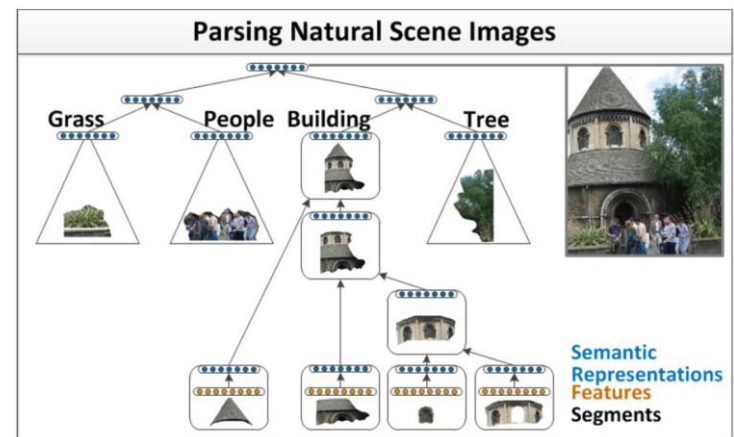 Parsing Natural Scene Images
Grass People Building Tree
Semantic
Representations
Features
Segments